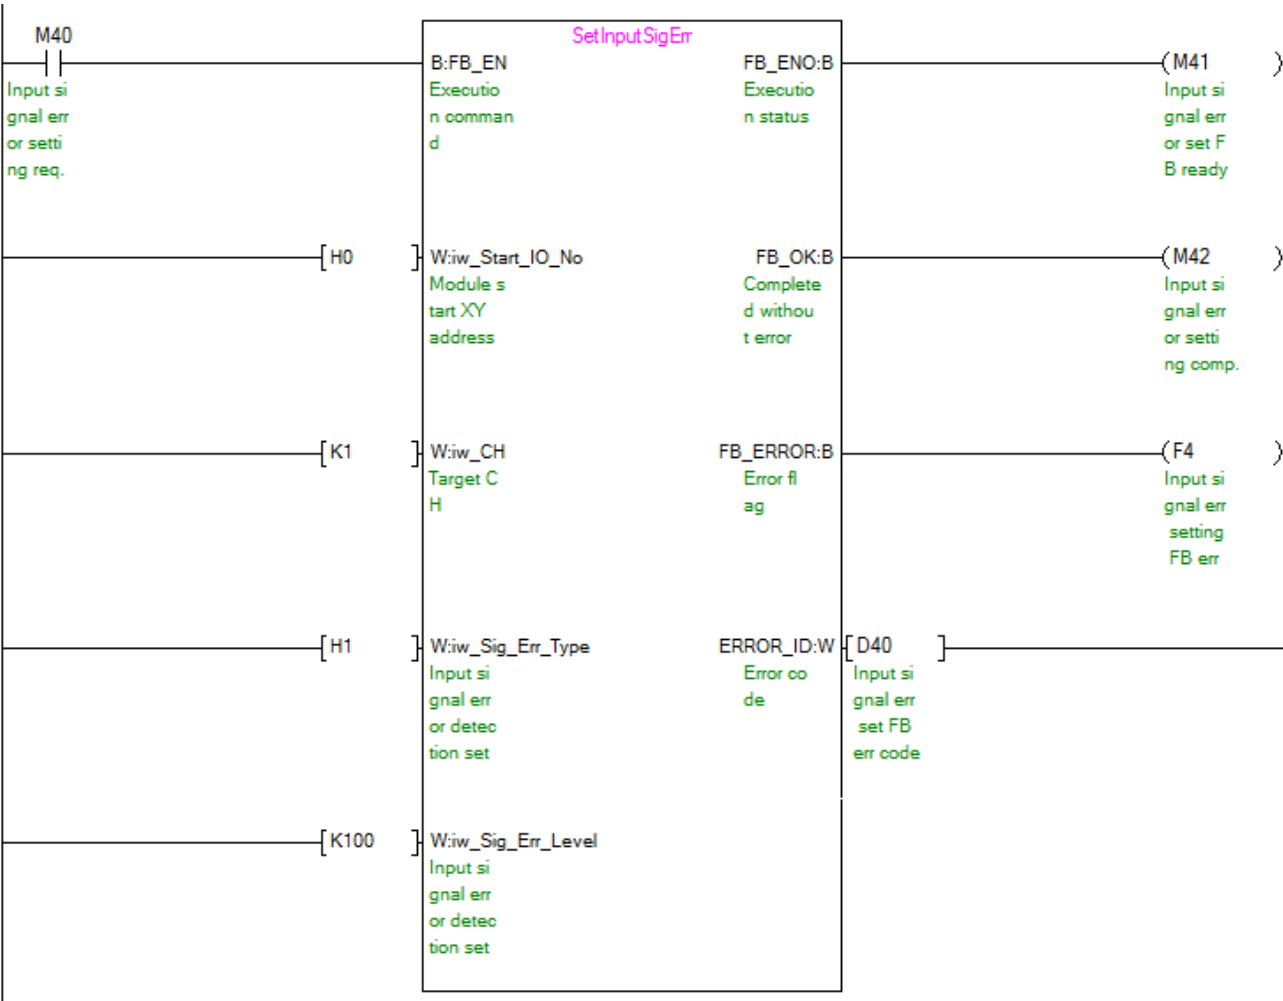 SetInputSigErr
M40
B:FB_EN
FB_ENO:B
(M41 )
Input si
gnal err
or setti
ng req.
Executio
n comman
d
Executio
n status
Input si
gnal err
or set F
B ready
[H0 ]
W:iw_Start_IO_No
FB_OK:B
(M42 )
Module s
tart XY
address
Complete
d withou
t error
Input si
gnal err
or setti
ng comp.
[K1 ]
W:iw_CH
FB_ERROR:B
(F4 )
Target C
H
Error fl
ag
Input si
gnal err
setting
FB err
[H1 ]
W:iw_Sig_Err_Type
ERROR_ID:W
[D40 ]
Input si
gnal err
or detec
tion set
Error co
de
Input si
gnal err
set FB
err code
[K100 ]
W:iw_Sig_Err_Level
Input si
gnal err
or detec
tion set